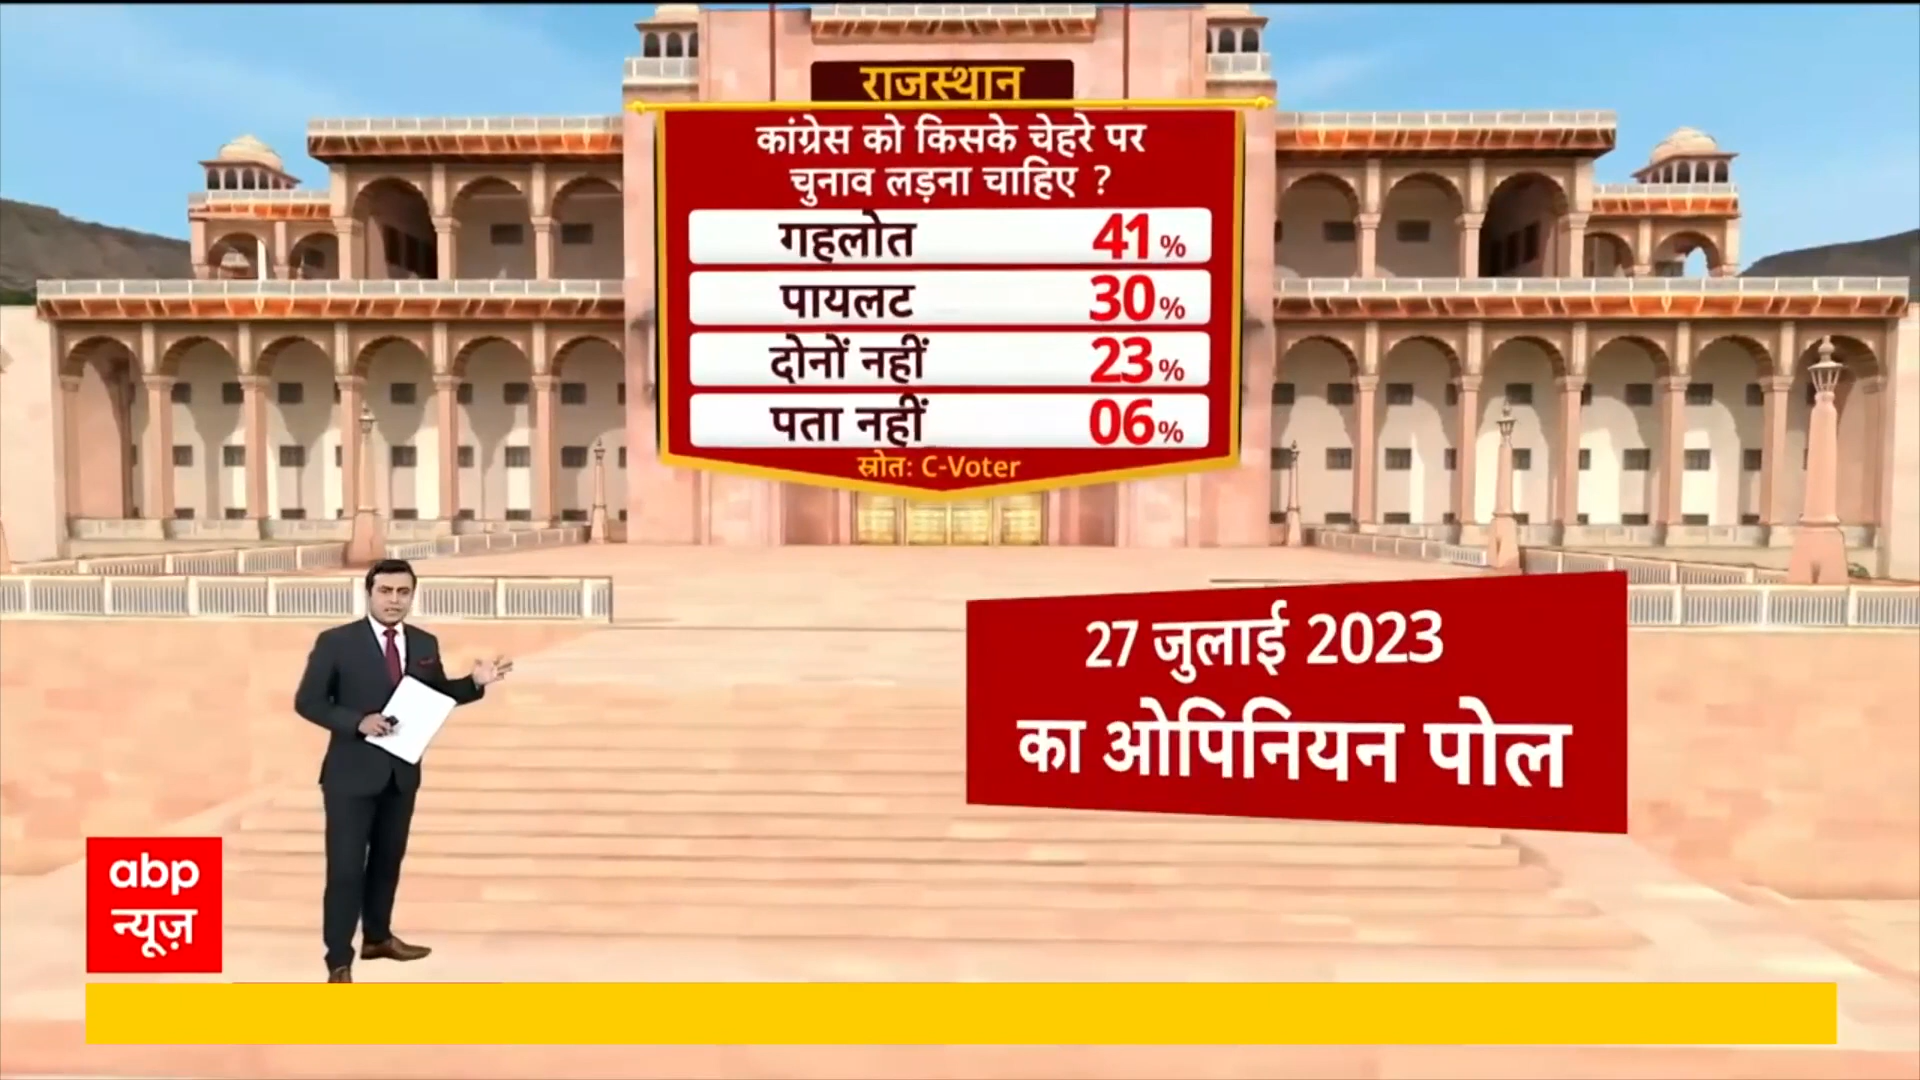 राजस्थान
कांग्रेस को किसके चेहरे पर
चुनाव लड़ना चाहिए ?
गहलोत 41%
पायलट 30%
दोनों नहीं 23%
पता नहीं 06%
स्रोत: C-Voter
27 जुलाई 2023
का ओपिनियन पोल
abp
न्यूज़